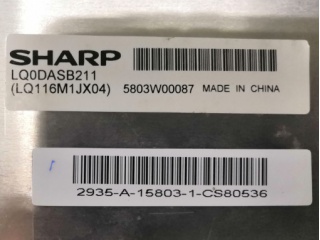 SHARP
LQ0DASB211
(LQ116M1JX04) 5803W00087 MADE IN CHINA
2935-A-15803-1-CS80536